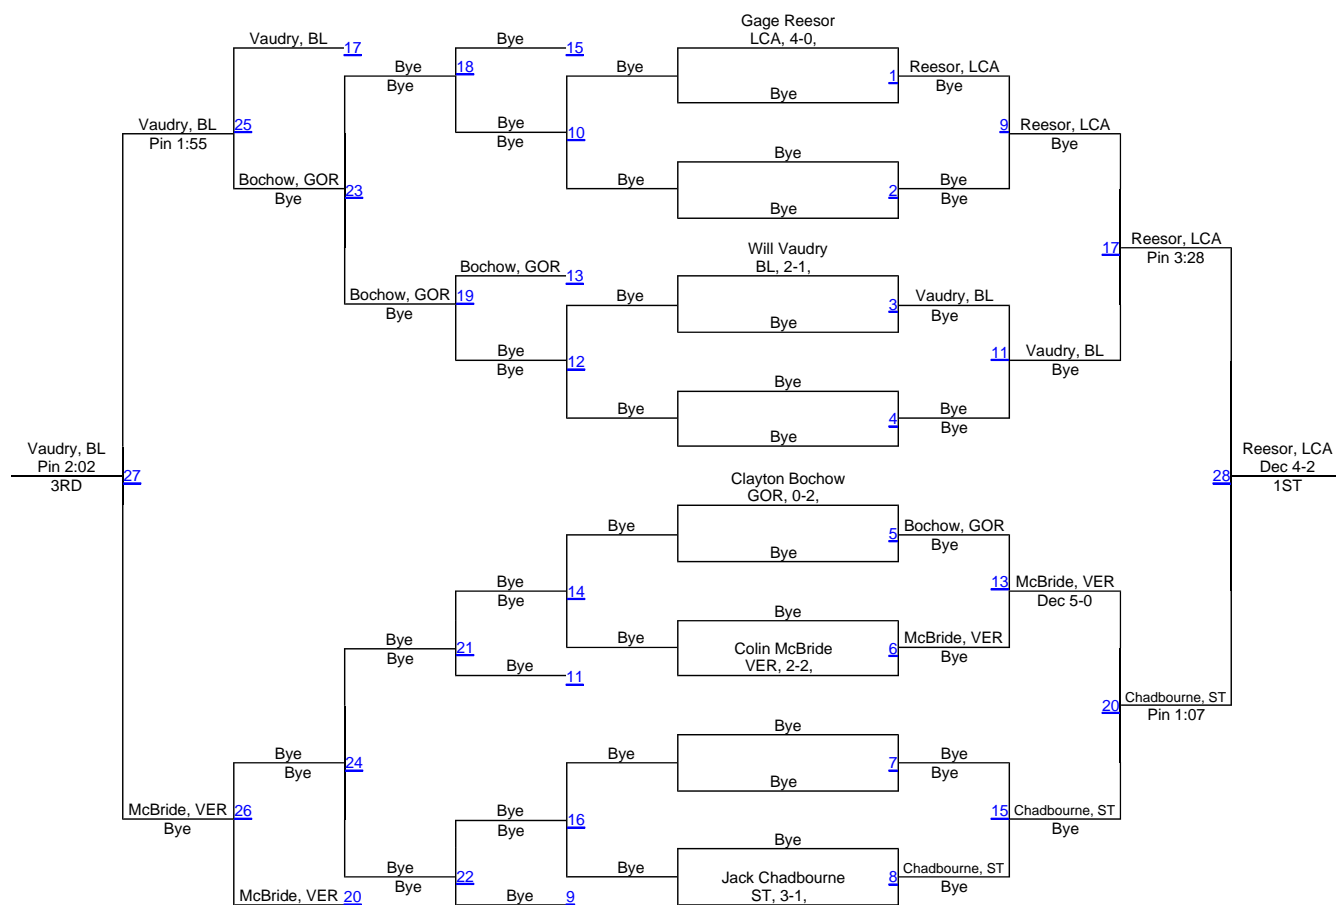 Gage Reesor
Vaudry, BL 17 Bye 15 LCA, 4-0,
Bye 18 Bye 1 Reesor, LCA
Bye Bye Bye
Vaudry, BL 25 Bye 10 9 Reesor, LCA
Pin 1:55 Bye Bye
Bye
Bochow, GOR 23 Bye 2 Bye
Bye Bye Bye
Will Vaudry 17 Reesor, LCA
Bochow, GOR 13 BL, 2-1, Pin 3:28
Bochow, GOR 19 Bye 3 Vaudry, BL
Bye Bye Bye
Bye 12 11 Vaudry, BL
Bye Bye Bye
Bye 4 Bye
Bye Bye
Vaudry, BL Reesor, LCA
Pin 2:02 27 28 Dec 4-2
3RD Clayton Bochow 1ST
GOR, 0-2,
Bye 5 Bochow, GOR
Bye Bye
Bye 14 13 McBride, VER
Bye Bye Dec 5-0
Bye 21 Bye Colin McBride 6 McBride, VER
Bye Bye 11 VER, 2-2, Bye
20 Chadbourne, ST
Bye Pin 1:07
Bye 24 Bye 7 Bye
Bye Bye Bye
McBride, VER 26 Bye 16 15 Chadbourne, ST
Bye Bye Bye Bye
Bye 22 Bye Jack Chadbourne 8 Chadbourne, ST
Bye Bye
McBride, VER 20 Bye 9 ST, 3-1,